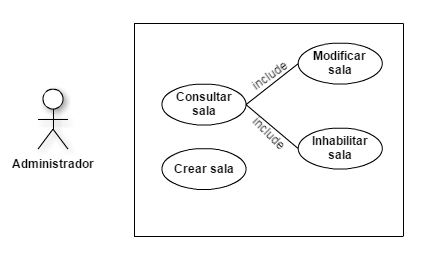 Modificar
sala
include
Consultar
sala
include
Inhabilitar
sala
Crear sala
Administrador